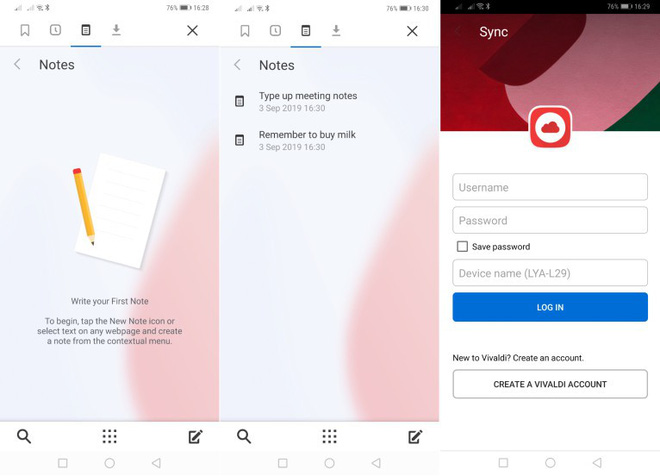 76% 16:28
Notes
Write your First Note
To begin, tap the New Note icon or
select text on any webpage and create
a note from the contextual menu.
76% 16:30
Notes
Type up meeting notes
3 Sep 2019 16:30
Remember to buy milk
3 Sep 2019 16:30
76% 16:29
Sync
Username
Password
Save password
Device name (LYA-L29)
LOG IN
New to Vivaldi? Create an account.
CREATE A VIVALDI ACCOUNT